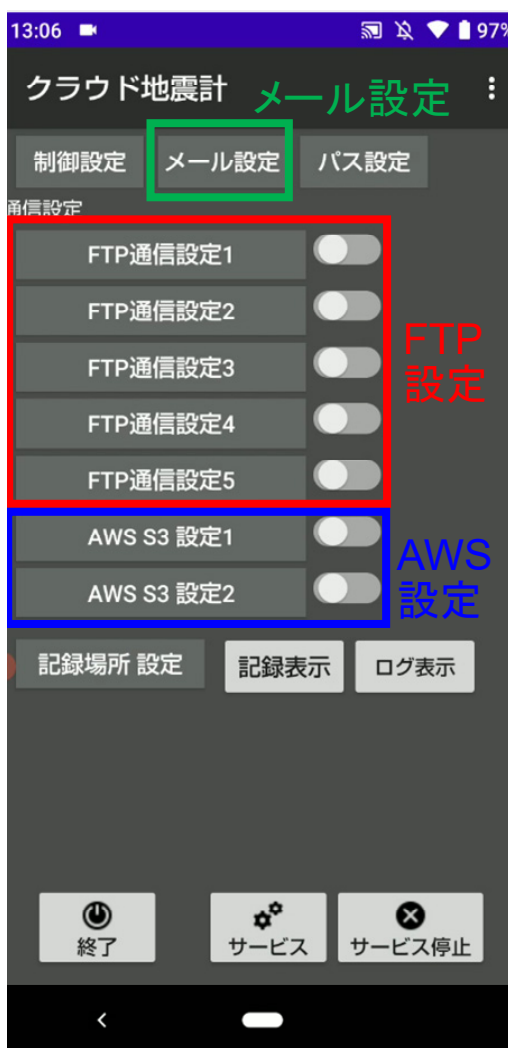 13:06 97%
クラウド地震計
メール設定
制御設定 メール設定 パス設定
通信設定
FTP通信設定1
FTP通信設定2
FTP通信設定3
FTP通信設定4
FTP通信設定5
FTP
設定
AWS S3 設定1
AWS S3 設定2
AWS
設定
記録場所 設定 記録表示 ログ表示
終了 サービス サービス停止